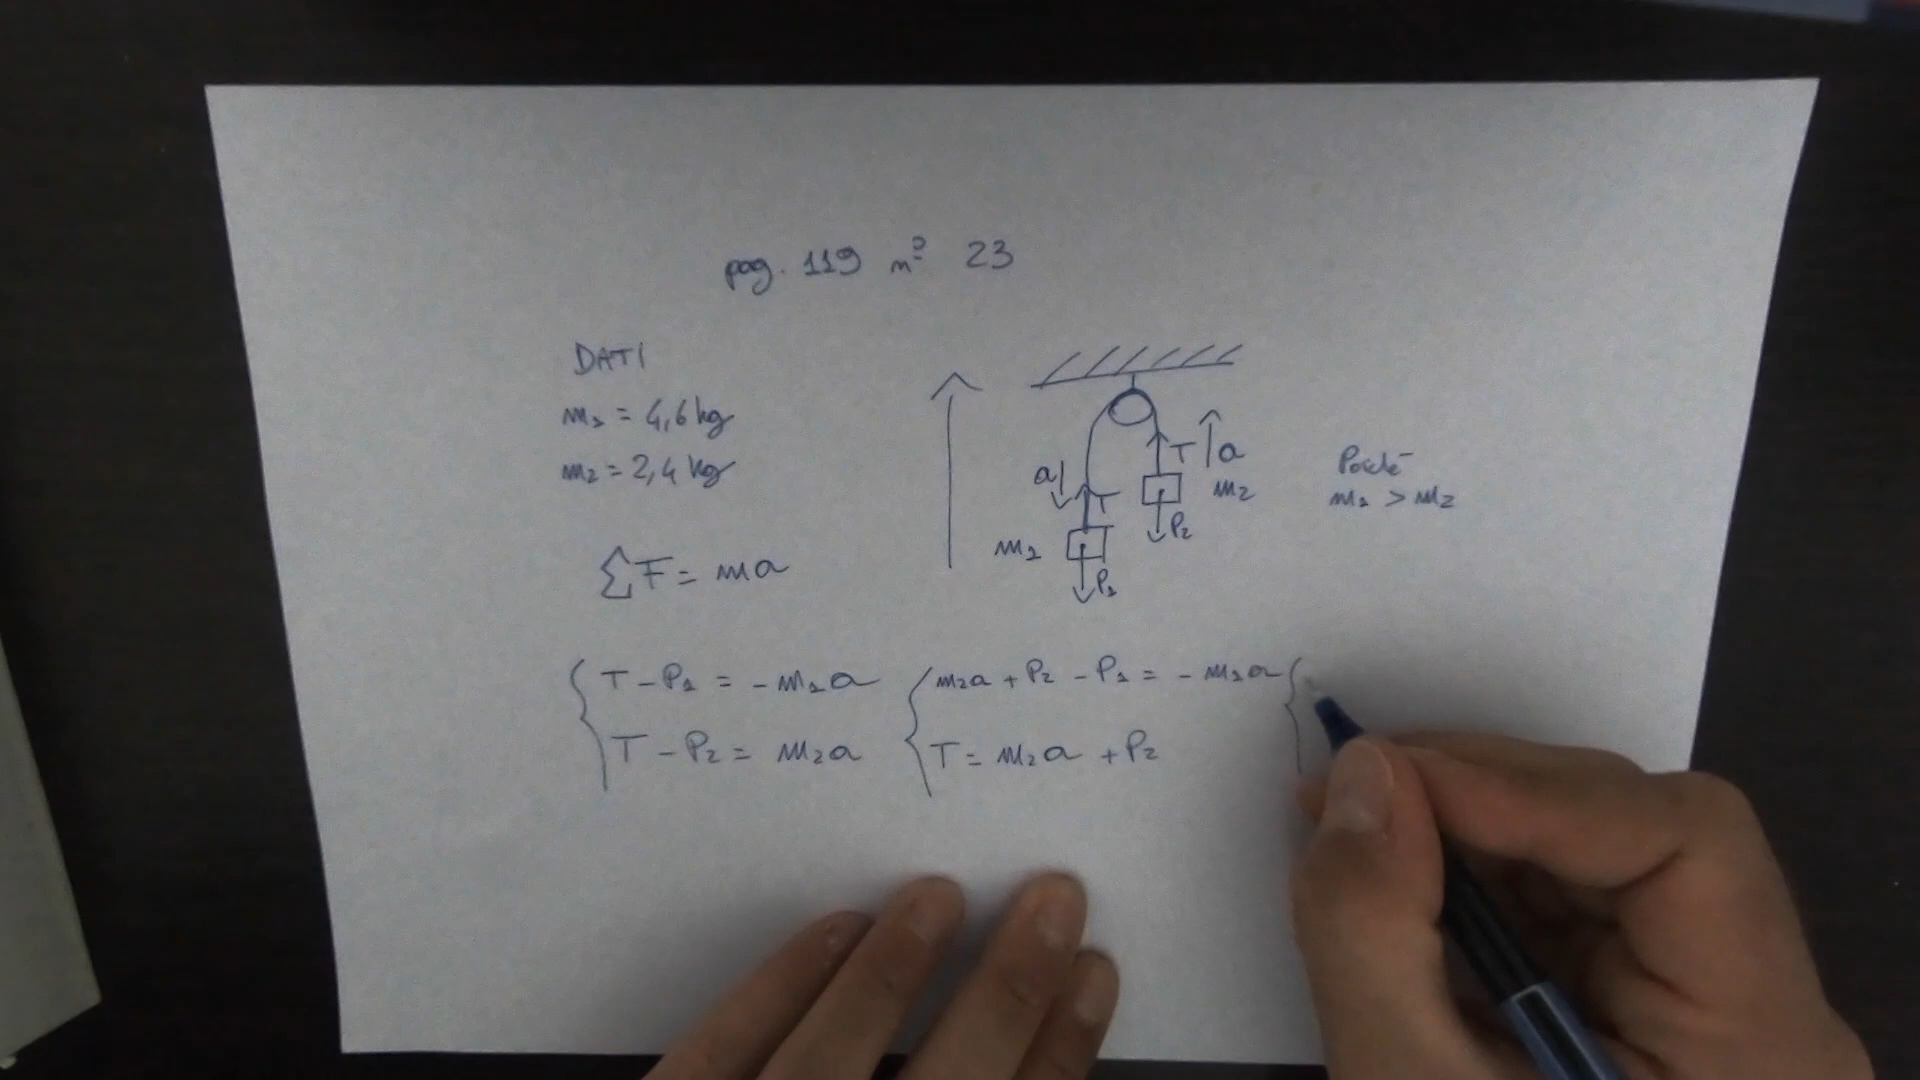 pag. 119 n° 23
DATI
m₁ = 4,6 kg
m₂ = 2,4 kg
ΣF = ma
a T
T a
m₂
P₂
m₁
P₁
Poiché
m₁ > m₂
T - P₁ = - m₁a
T - P₂ = m₂a
m₂a + P₂ - P₁ = - m₁a
T = m₂a + P₂